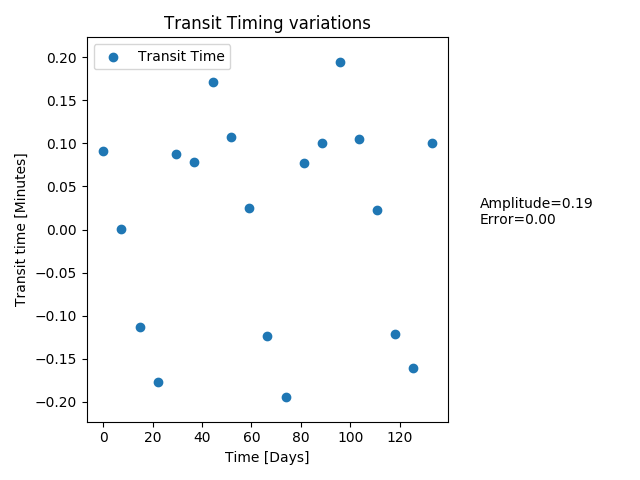 Transit Timing variations
Transit Time
0.20
0.15
0.10
0.05
0.00
−0.05
−0.10
−0.15
−0.20
Transit time [Minutes]
0 20 40 60 80 100 120
Time [Days]
Amplitude=0.19
Error=0.00